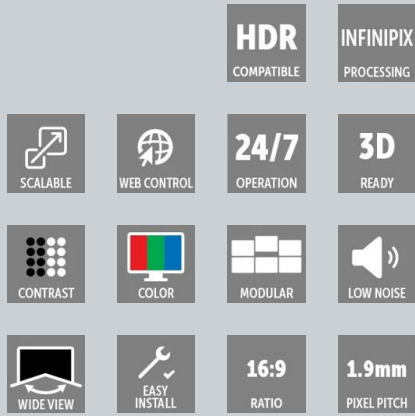 HDR
COMPATIBLE
INFINIPIX
PROCESSING
SCALABLE
WEB CONTROL
24/7
OPERATION
3D
READY
CONTRAST
COLOR
MODULAR
LOW NOISE
WIDE VIEW
EASY
INSTALL
16:9
RATIO
1.9mm
PIXEL PITCH